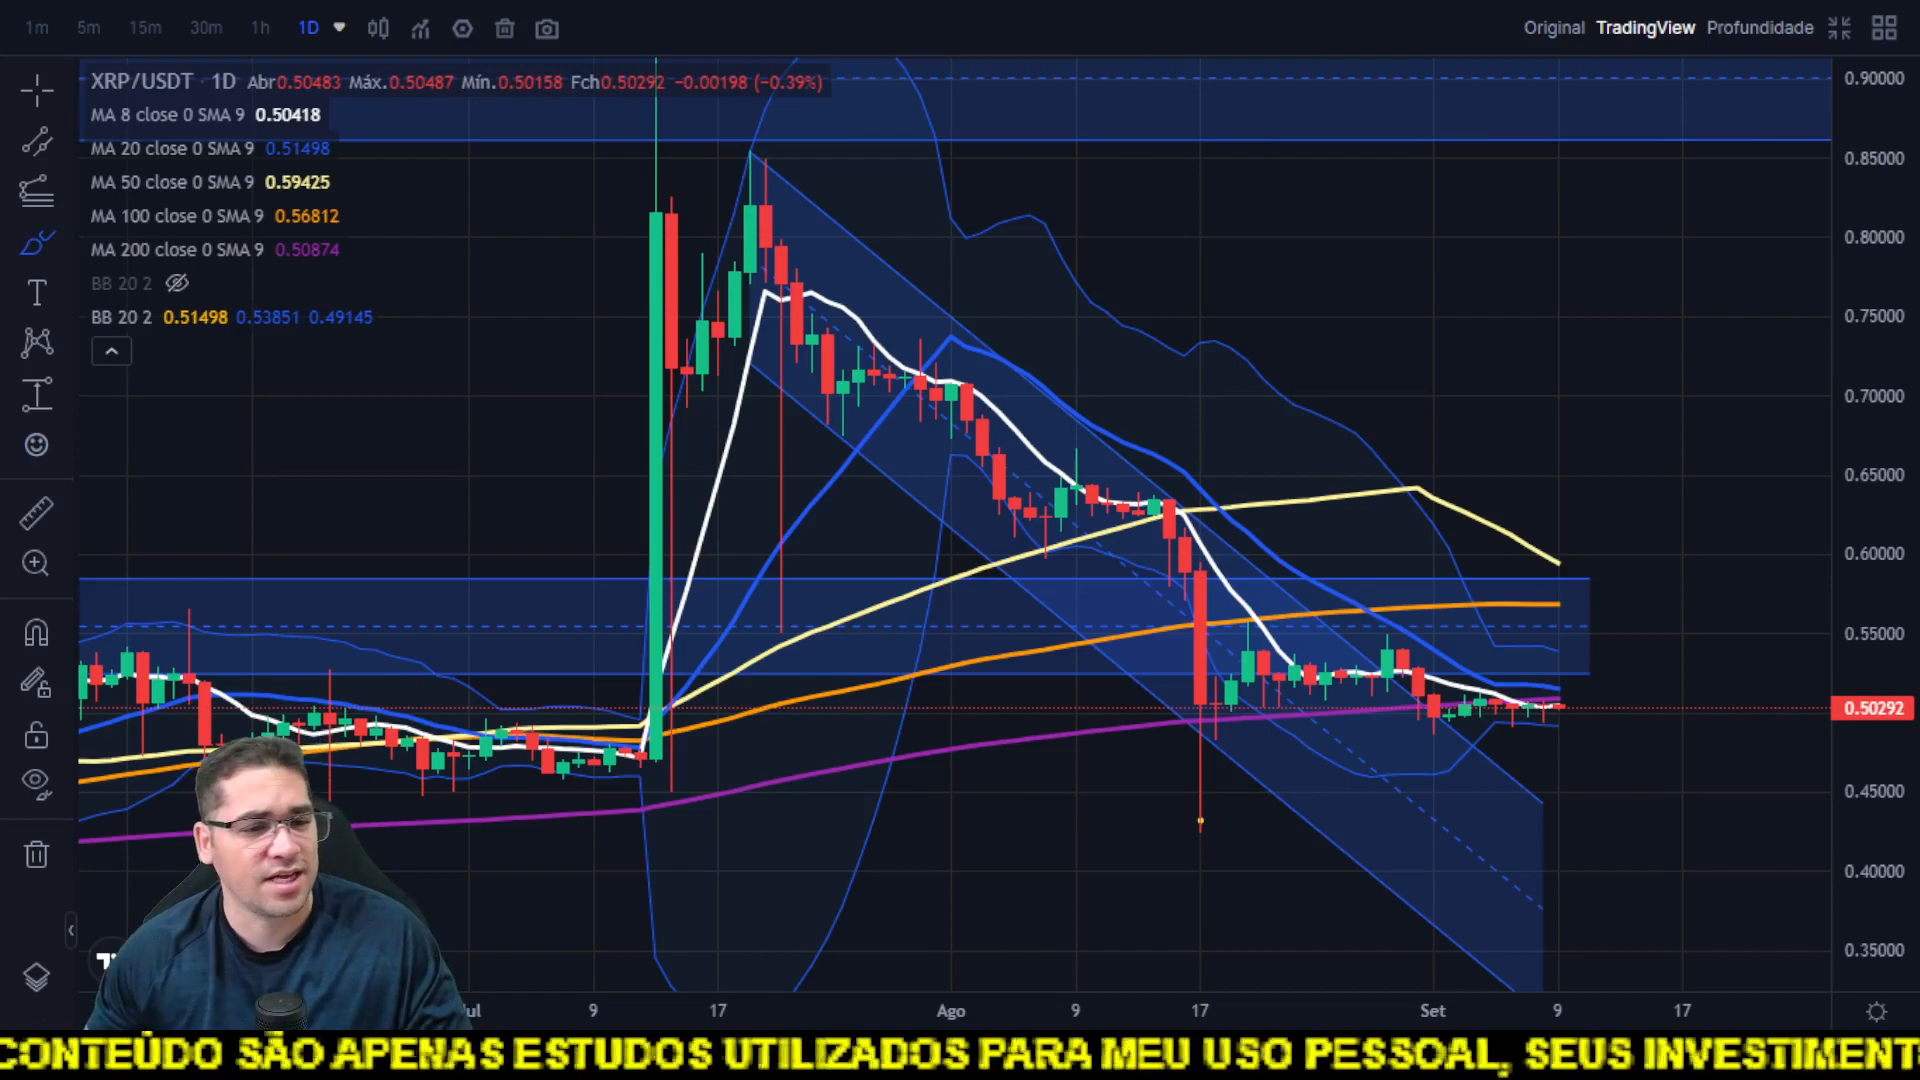 1m 5m 15m 30m 1h 1D Original TradingView Profundidade
XRP/USDT · 1D Abr0.50483 Máx.0.50487 Mín.0.50158 Fch0.50292 −0.00198 (−0.39%)
MA 8 close 0 SMA 9 0.50418
MA 20 close 0 SMA 9 0.51498
MA 50 close 0 SMA 9 0.59425
MA 100 close 0 SMA 9 0.56812
MA 200 close 0 SMA 9 0.50874
BB 20 2
BB 20 2 0.51498 0.53851 0.49145
0.90000
0.85000
0.80000
0.75000
0.70000
0.65000
0.60000
0.55000
0.50292
0.45000
0.40000
0.35000
9 17 Ago 9 17 Set 9 17
CONTEÚDO SÃO APENAS ESTUDOS UTILIZADOS PARA MEU USO PESSOAL, SEUS INVESTIMENT